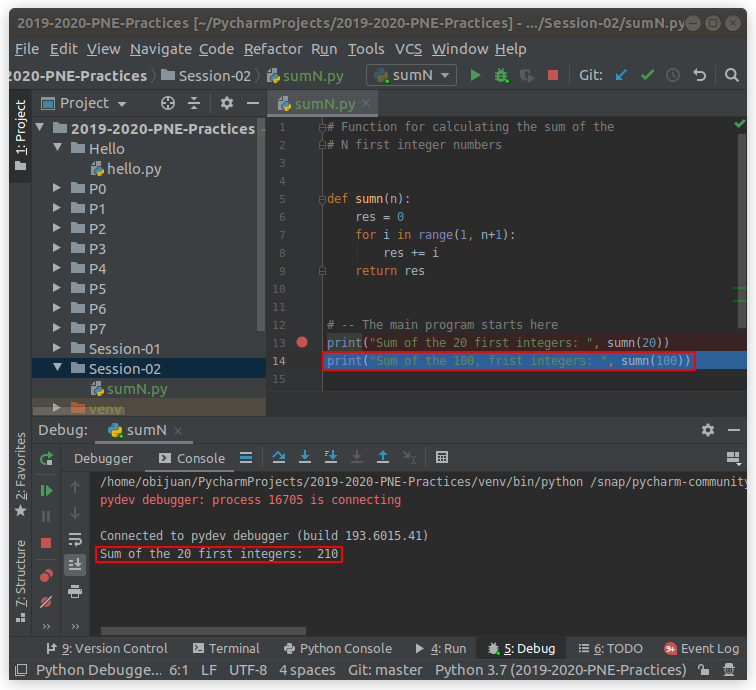 2019-2020-PNE-Practices [~/PycharmProjects/2019-2020-PNE-Practices] - .../Session-02/sumN.py
File Edit View Navigate Code Refactor Run Tools VCS Window Help
2020-PNE-Practices Session-02 sumN.py sumN Git:
1: Project
Project
sumN.py
2019-2020-PNE-Practices
Hello
hello.py
P0
P1
P2
P3
P4
P5
P6
P7
Session-01
Session-02
sumN.py
venv
1 # Function for calculating the sum of the
2 # N first integer numbers
3
4
5 def sumn(n):
6 res = 0
7 for i in range(1, n+1):
8 res += i
9 return res
10
11
12 # -- The main program starts here
13 print("Sum of the 20 first integers: ", sumn(20))
14 print("Sum of the 100, frist integers: ", sumn(100))
15
Debug: sumN
Debugger Console
2: Favorites
7: Structure
/home/obijuan/PycharmProjects/2019-2020-PNE-Practices/venv/bin/python /snap/pycharm-community
pydev debugger: process 16705 is connecting
Connected to pydev debugger (build 193.6015.41)
Sum of the 20 first integers:  210
9: Version Control Terminal Python Console 4: Run 5: Debug 6: TODO 9+ Event Log
Python Debugge... 6:1 LF UTF-8 4 spaces Git: master Python 3.7 (2019-2020-PNE-Practices)